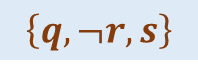 {q, ¬r, s}